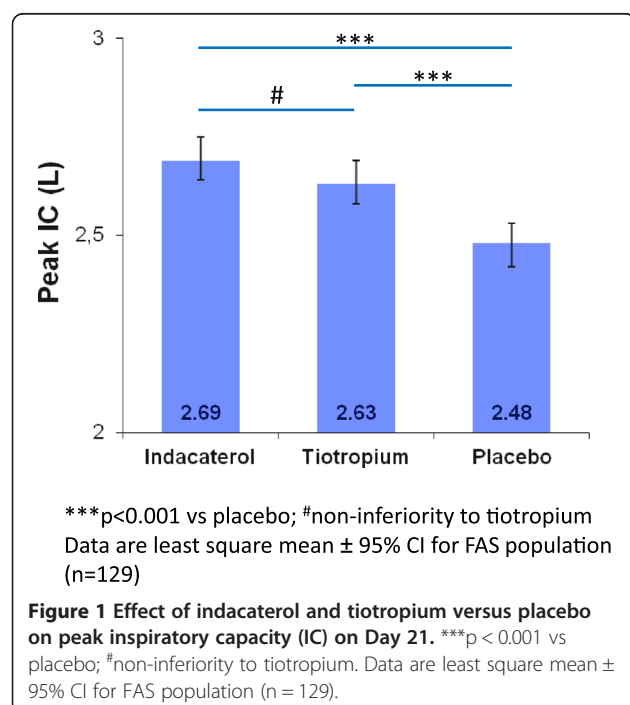 3
***
***
#
Peak IC (L)
2,5
2.69
2.63
2.48
2
Indacaterol
Tiotropium
Placebo
***p<0.001 vs placebo; #non-inferiority to tiotropium
Data are least square mean ± 95% CI for FAS population
(n=129)
Figure 1 Effect of indacaterol and tiotropium versus placebo
on peak inspiratory capacity (IC) on Day 21. ***p < 0.001 vs
placebo; #non-inferiority to tiotropium. Data are least square mean ±
95% CI for FAS population (n = 129).